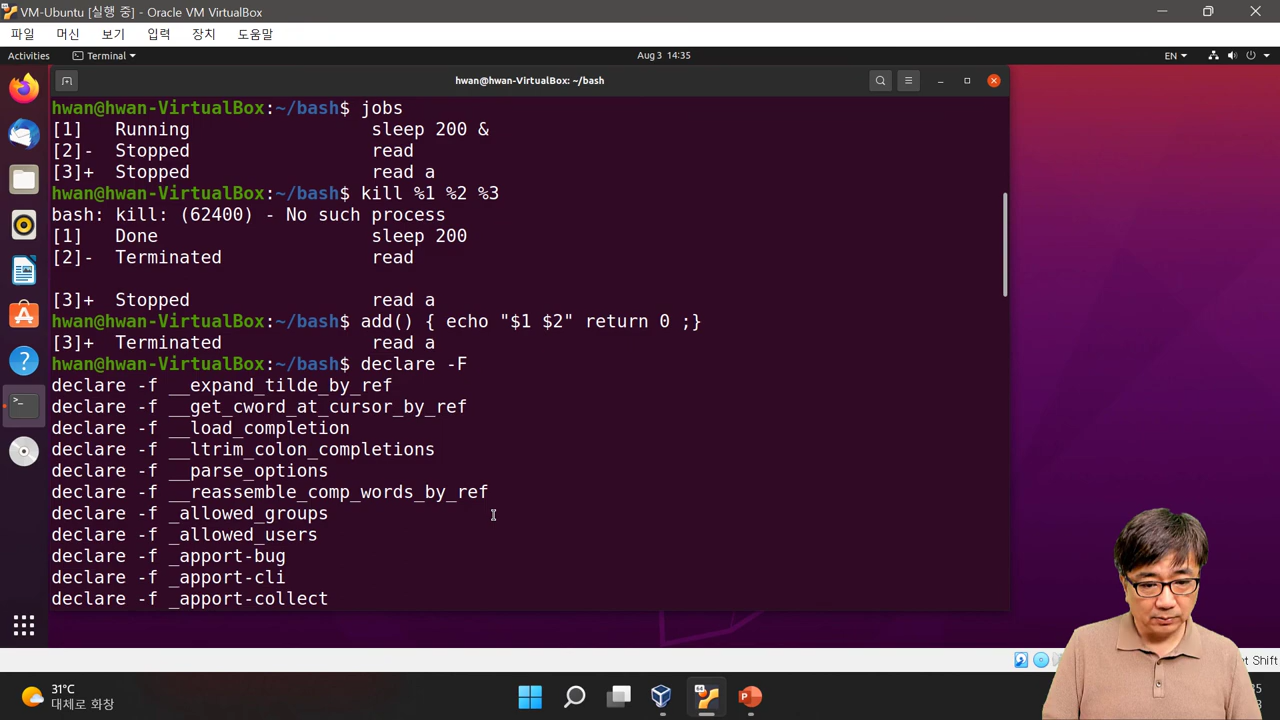 VM-Ubuntu [실행 중] - Oracle VM VirtualBox
파일 머신 보기 입력 장치 도움말
Activities Terminal Aug 3 14:35 EN
hwan@hwan-VirtualBox: ~/bash
hwan@hwan-VirtualBox:~/bash$ jobs
[1]   Running                 sleep 200 &
[2]-  Stopped                 read
[3]+  Stopped                 read a
hwan@hwan-VirtualBox:~/bash$ kill %1 %2 %3
bash: kill: (62400) - No such process
[1]   Done                    sleep 200
[2]-  Terminated              read
[3]+  Stopped                 read a
hwan@hwan-VirtualBox:~/bash$ add() { echo "$1 $2" return 0 ;}
[3]+  Terminated              read a
hwan@hwan-VirtualBox:~/bash$ declare -F
declare -f __expand_tilde_by_ref
declare -f __get_cword_at_cursor_by_ref
declare -f __load_completion
declare -f __ltrim_colon_completions
declare -f __parse_options
declare -f __reassemble_comp_words_by_ref
declare -f _allowed_groups
declare -f _allowed_users
declare -f _apport-bug
declare -f _apport-cli
declare -f _apport-collect
Shift
31°C
대체로 화창